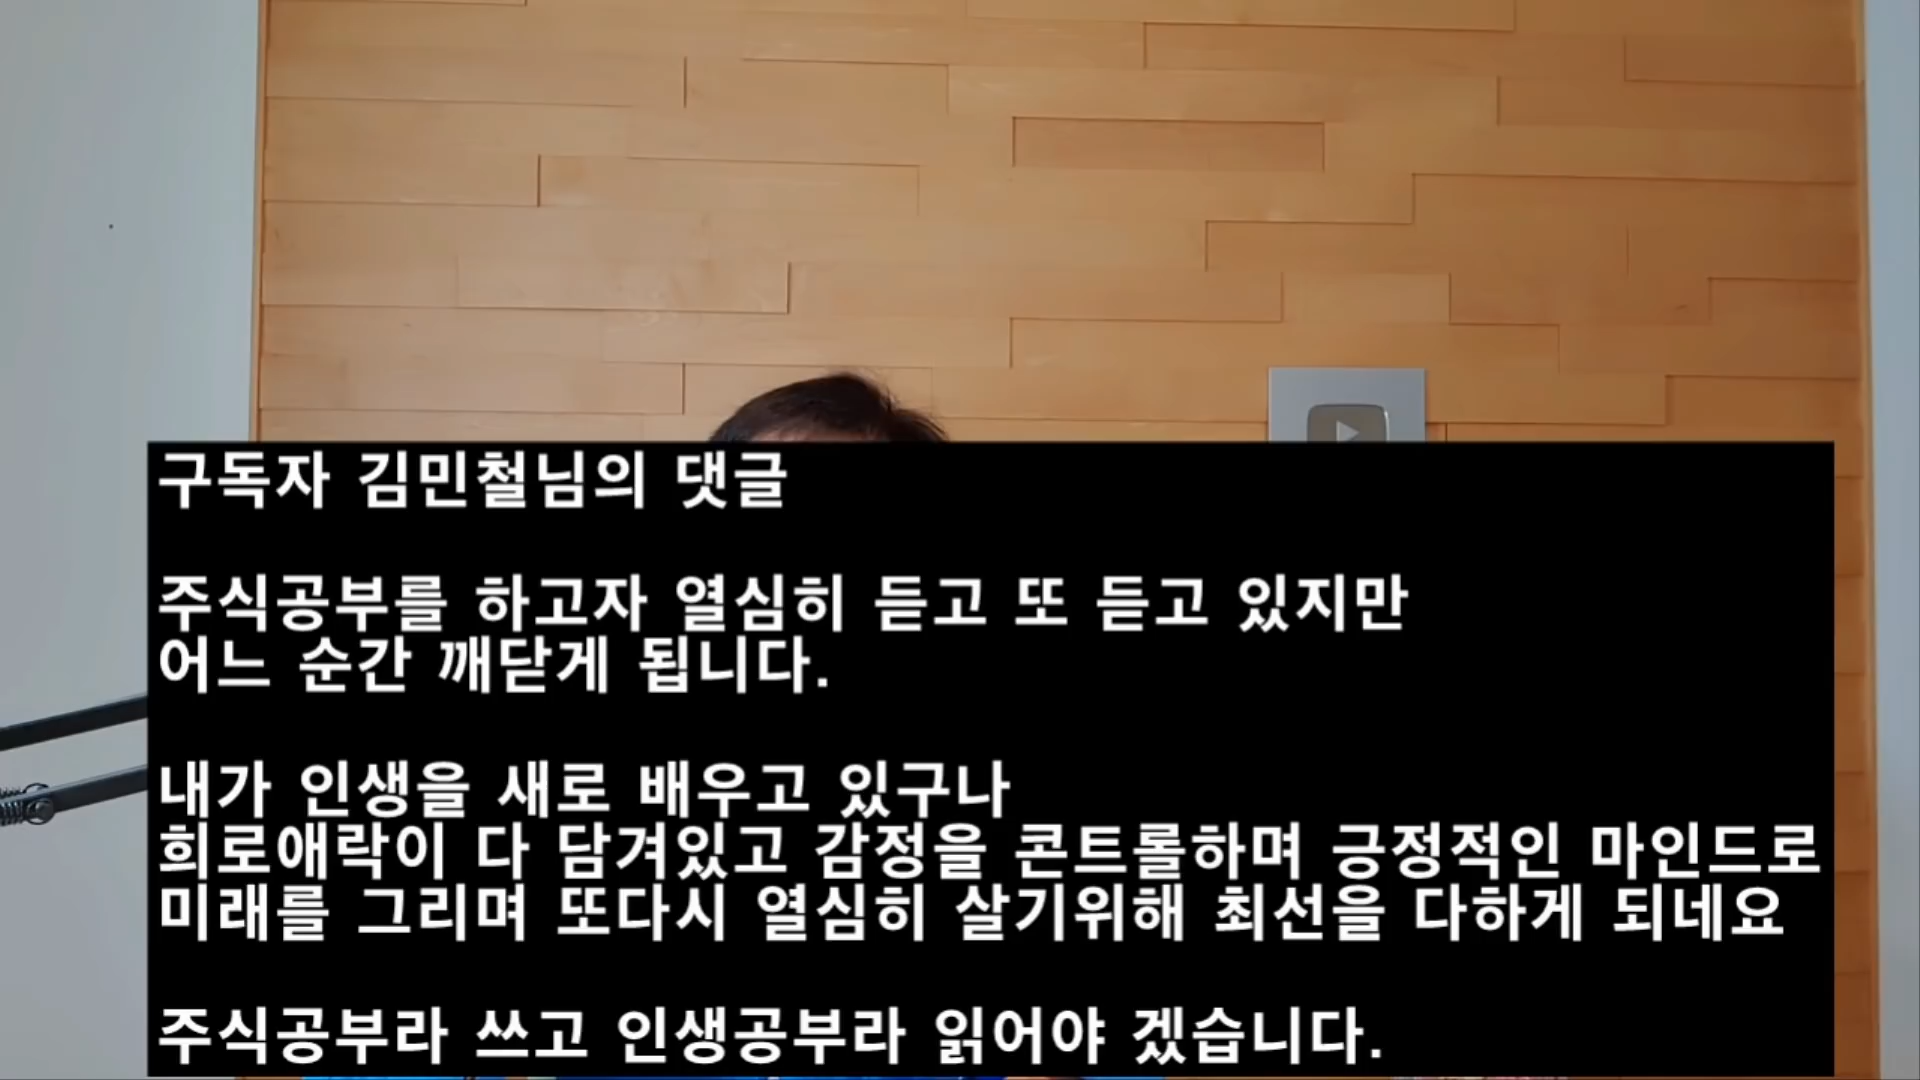 구독자 김민철님의 댓글
주식공부를 하고자 열심히 듣고 또 듣고 있지만
어느 순간 깨닫게 됩니다.
내가 인생을 새로 배우고 있구나
희로애락이 다 담겨있고 감정을 콘트롤하며 긍정적인 마인드로
미래를 그리며 또다시 열심히 살기위해 최선을 다하게 되네요
주식공부라 쓰고 인생공부라 읽어야 겠습니다.